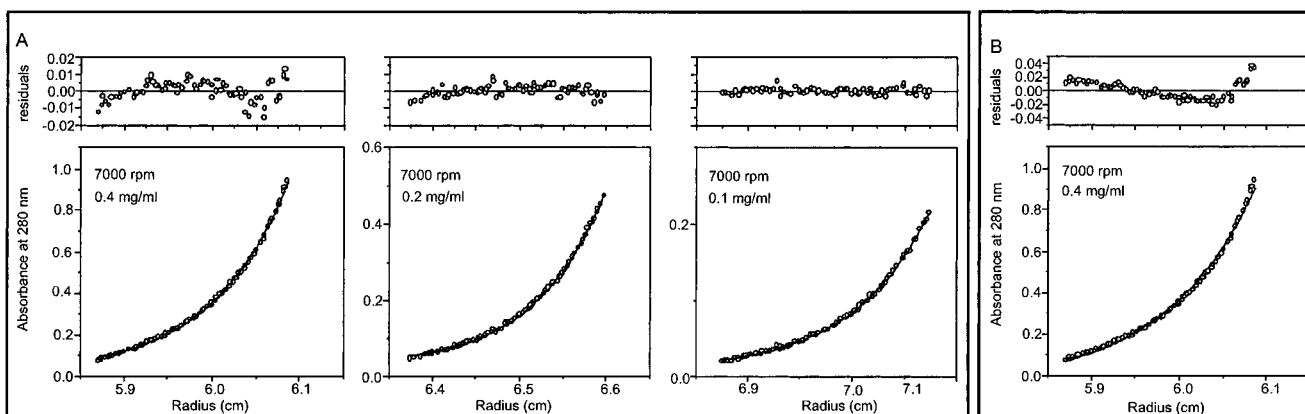 A
residuals
0.02
0.01
0.00
-0.01
-0.02
Absorbance at 280 nm
1.0
0.8
0.6
0.4
0.2
0.0
7000 rpm
0.4 mg/ml
5.9 6.0 6.1
Radius (cm)
0.6
0.4
0.2
0.0
7000 rpm
0.2 mg/ml
6.4 6.5 6.6
Radius (cm)
0.2
0
7000 rpm
0.1 mg/ml
6.9 7.0 7.1
Radius (cm)
B
residuals
0.04
0.02
0.00
-0.02
-0.04
Absorbance at 280 nm
1.0
0.8
0.6
0.4
0.2
0.0
7000 rpm
0.4 mg/ml
5.9 6.0 6.1
Radius (cm)